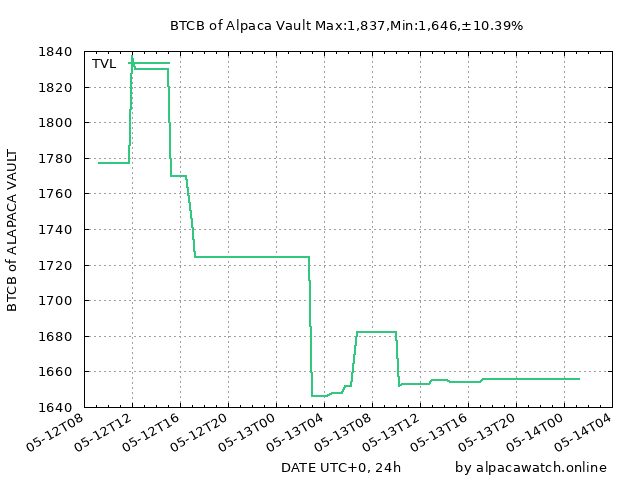 BTCB of Alpaca Vault Max:1,837,Min:1,646,±10.39%
TVL
1840
1820
1800
1780
1760
1740
1720
1700
1680
1660
1640
BTCB of ALAPACA VAULT
05-12T08
05-12T12
05-12T16
05-12T20
05-13T00
05-13T04
05-13T08
05-13T12
05-13T16
05-13T20
05-14T00
05-14T04
DATE UTC+0, 24h
by alpacawatch.online